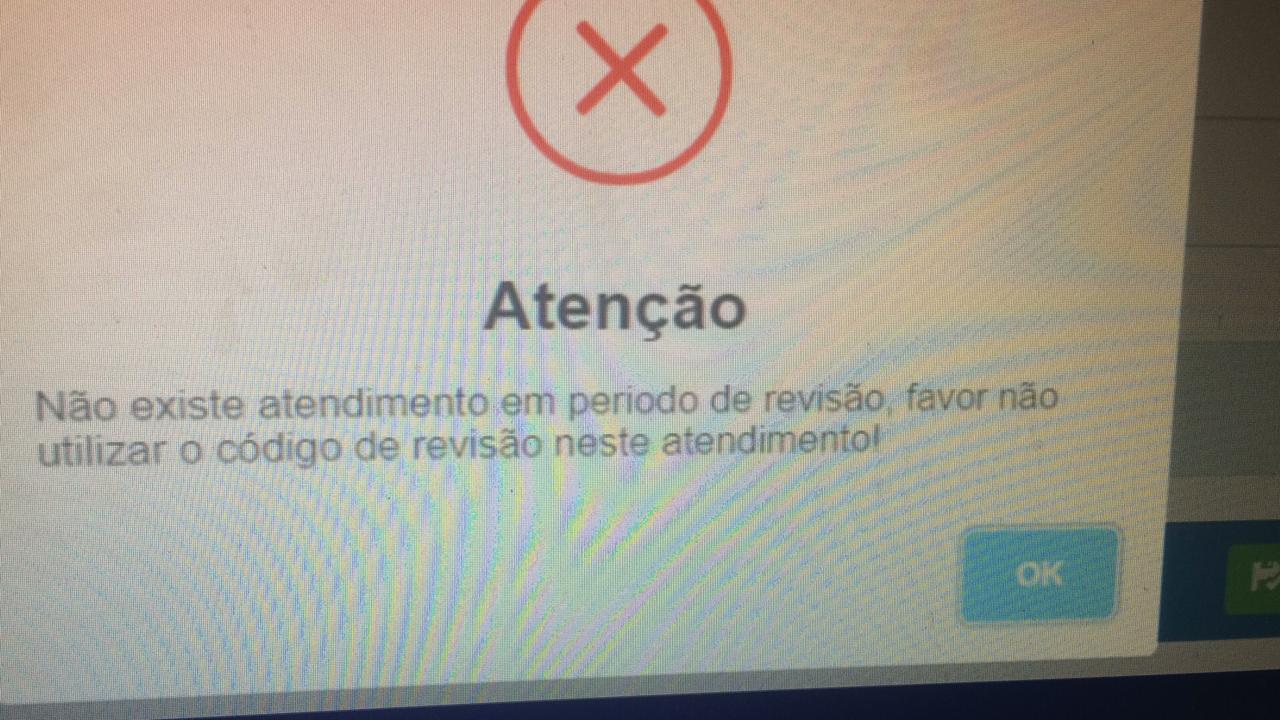 Atenção
Não existe atendimento em periodo de revisão, favor não
utilizar o código de revisão neste atendimento!
OK